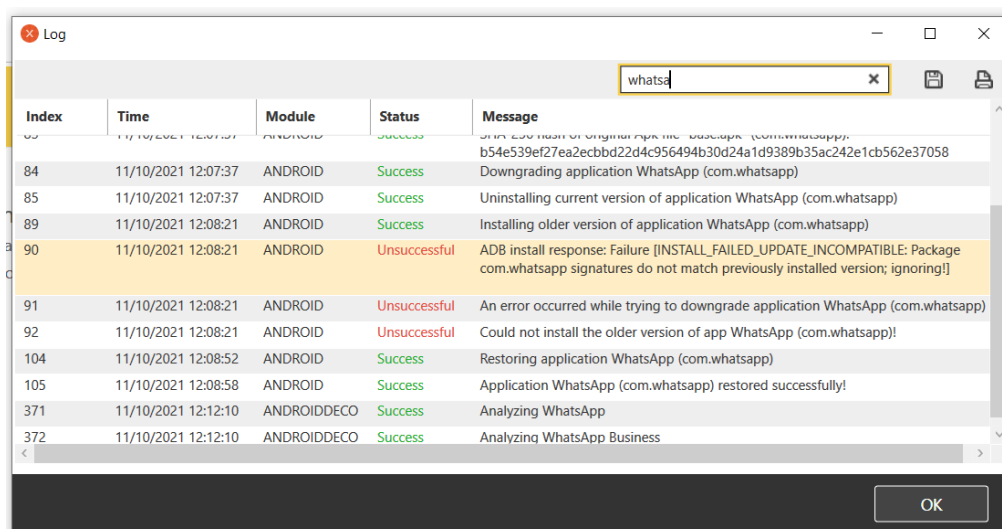 Log
whatsa
Index Time Module Status Message
b54e539ef27ea2ecbbd22d4c956494b30d24a1d9389b35ac242e1cb562e37058
84 11/10/2021 12:07:37 ANDROID Success Downgrading application WhatsApp (com.whatsapp)
85 11/10/2021 12:07:37 ANDROID Success Uninstalling current version of application WhatsApp (com.whatsapp)
89 11/10/2021 12:08:21 ANDROID Success Installing older version of application WhatsApp (com.whatsapp)
90 11/10/2021 12:08:21 ANDROID Unsuccessful ADB install response: Failure [INSTALL_FAILED_UPDATE_INCOMPATIBLE: Package
com.whatsapp signatures do not match previously installed version; ignoring!]
91 11/10/2021 12:08:21 ANDROID Unsuccessful An error occurred while trying to downgrade application WhatsApp (com.whatsapp)
92 11/10/2021 12:08:21 ANDROID Unsuccessful Could not install the older version of app WhatsApp (com.whatsapp)!
104 11/10/2021 12:08:52 ANDROID Success Restoring application WhatsApp (com.whatsapp)
105 11/10/2021 12:08:58 ANDROID Success Application WhatsApp (com.whatsapp) restored successfully!
371 11/10/2021 12:12:10 ANDROIDDECO Success Analyzing WhatsApp
372 11/10/2021 12:12:10 ANDROIDDECO Success Analyzing WhatsApp Business
OK